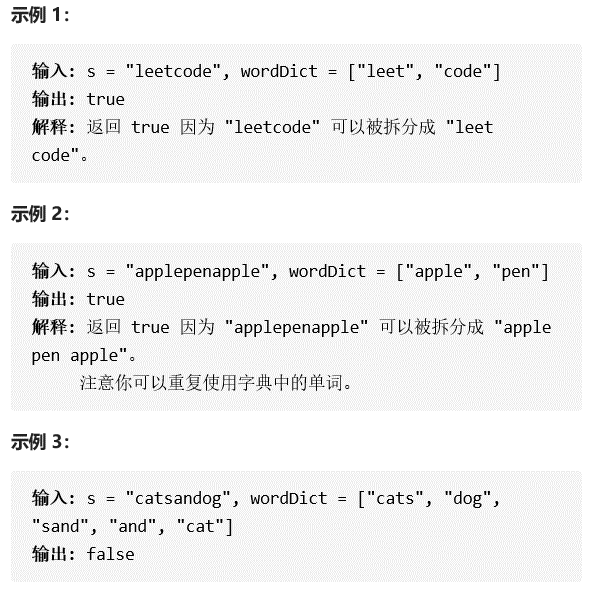 示例 1:
输入: s = "leetcode", wordDict = ["leet", "code"]
输出: true
解释: 返回 true 因为 "leetcode" 可以被拆分成 "leet
code"。
示例 2:
输入: s = "applepenapple", wordDict = ["apple", "pen"]
输出: true
解释: 返回 true 因为 "applepenapple" 可以被拆分成 "apple
pen apple"。
注意你可以重复使用字典中的单词。
示例 3:
输入: s = "catsandog", wordDict = ["cats", "dog",
"sand", "and", "cat"]
输出: false